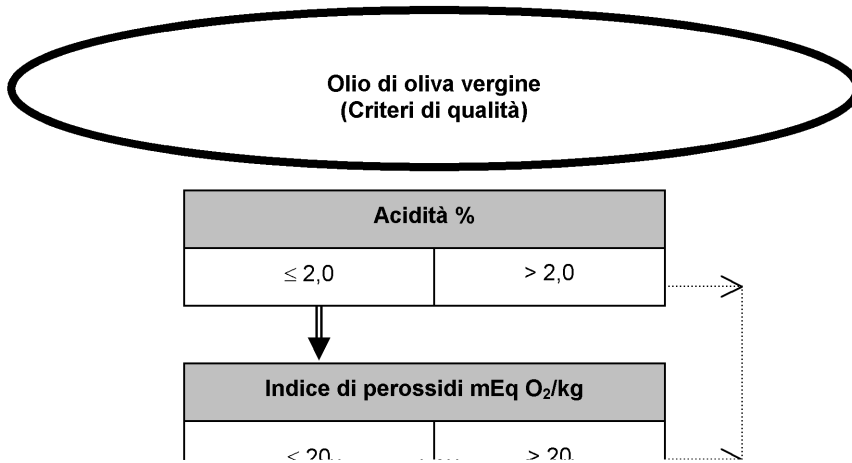 Olio di oliva vergine
(Criteri di qualità)
Acidità %
≤ 2,0 > 2,0
Indice di perossidi mEq O₂/kg
≤ 20 > 20